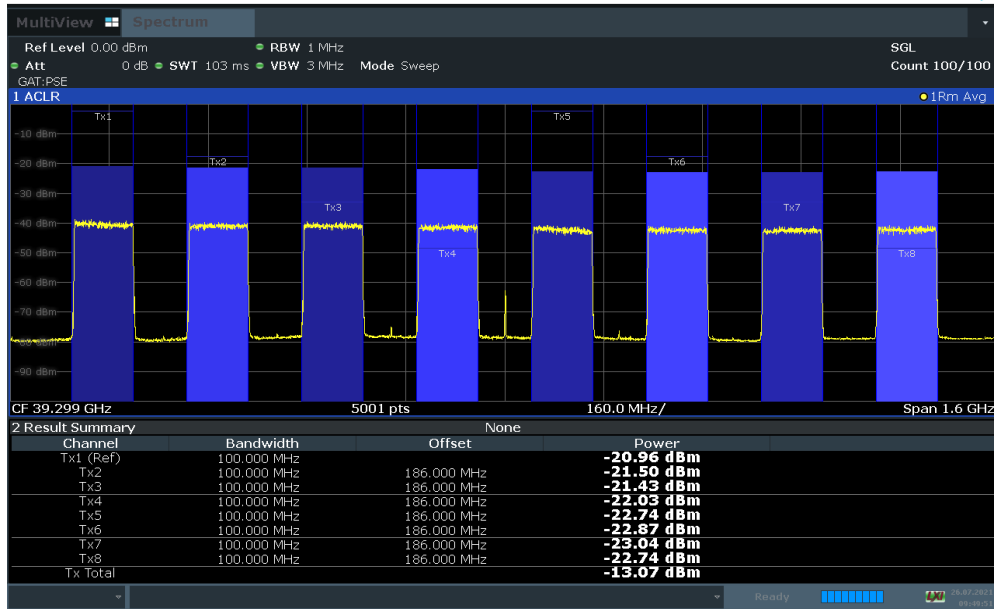 MultiView Spectrum
Ref Level 0.00 dBm RBW 1 MHz SGL
Att 0 dB SWT 103 ms VBW 3 MHz Mode Sweep Count 100/100
GAT:PSE
1 ACLR 1Rm Avg
Tx1 Tx5
-10 dBm
-20 dBm Tx2 Tx6
-30 dBm
Tx3 Tx7
-40 dBm
-50 dBm Tx4 Tx8
-60 dBm
-70 dBm
-80 dBm
-90 dBm
CF 39.299 GHz 5001 pts 160.0 MHz/ Span 1.6 GHz
2 Result Summary None
Channel Bandwidth Offset Power
Tx1 (Ref) 100.000 MHz -20.96 dBm
Tx2 100.000 MHz 186.000 MHz -21.50 dBm
Tx3 100.000 MHz 186.000 MHz -21.43 dBm
Tx4 100.000 MHz 186.000 MHz -22.03 dBm
Tx5 100.000 MHz 186.000 MHz -22.74 dBm
Tx6 100.000 MHz 186.000 MHz -22.87 dBm
Tx7 100.000 MHz 186.000 MHz -23.04 dBm
Tx8 100.000 MHz 186.000 MHz -22.74 dBm
Tx Total -13.07 dBm
Ready 26.07.2021
09:49:51